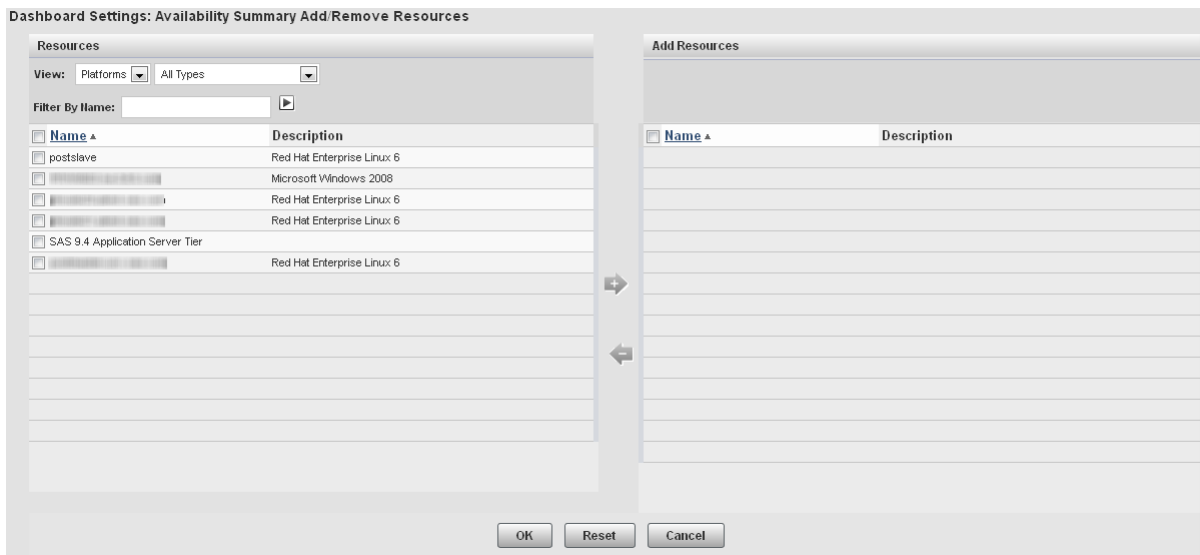 Dashboard Settings: Availability Summary Add/Remove Resources
Resources
View: Platforms All Types
Filter By Name:
Name Description
postslave Red Hat Enterprise Linux 6
Microsoft Windows 2008
Red Hat Enterprise Linux 6
Red Hat Enterprise Linux 6
SAS 9.4 Application Server Tier
Red Hat Enterprise Linux 6
Add Resources
Name Description
OK Reset Cancel